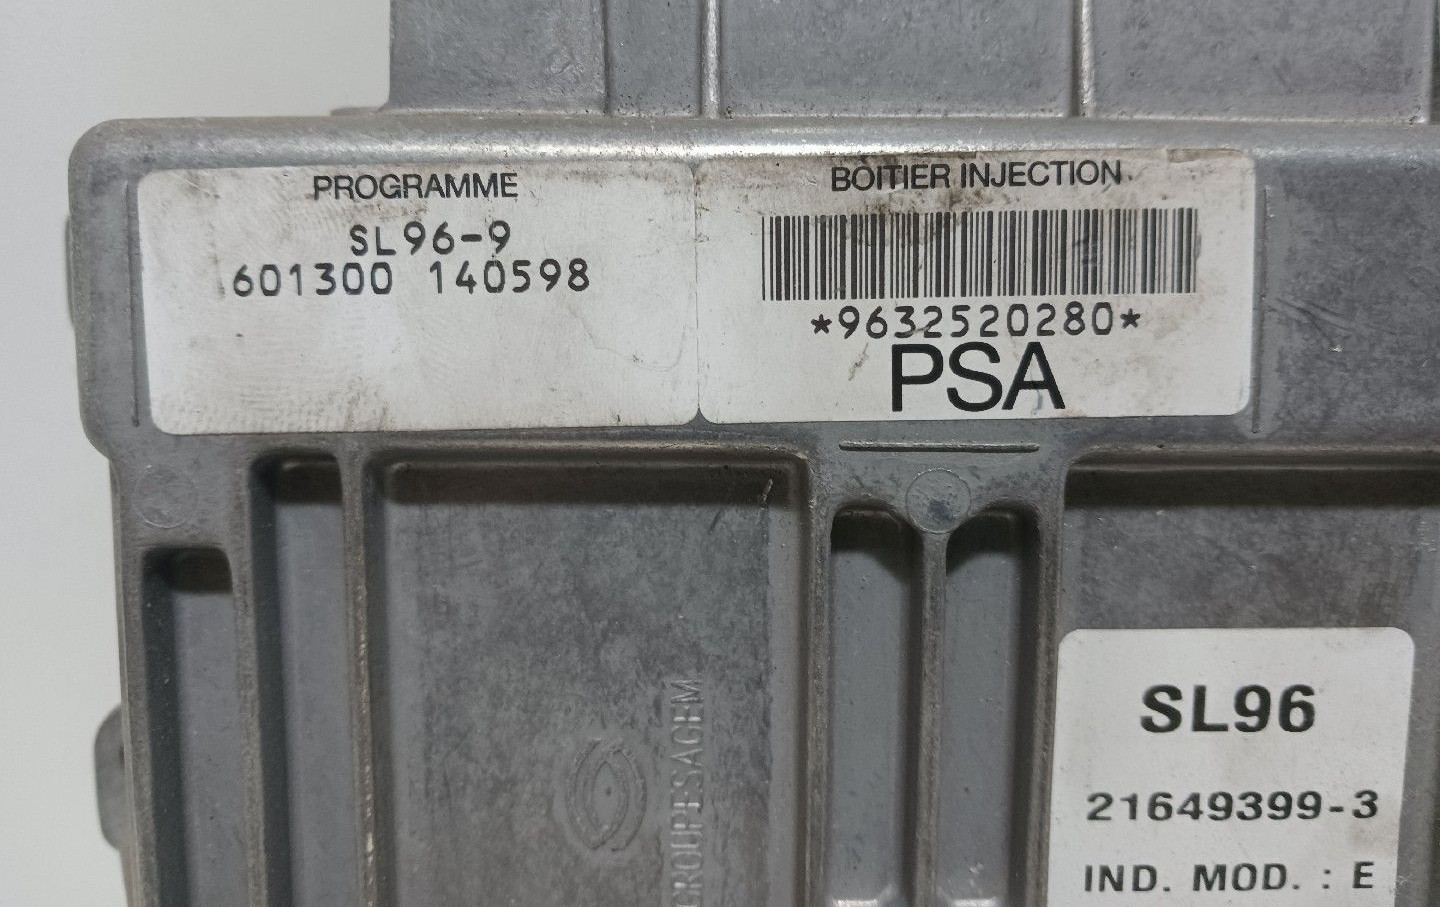 PROGRAMME
SL96-9
601300 140598
BOITIER INJECTION
*9632520280*
PSA
GROUPE SAGEM
SL96
21649399-3
IND. MOD. : E